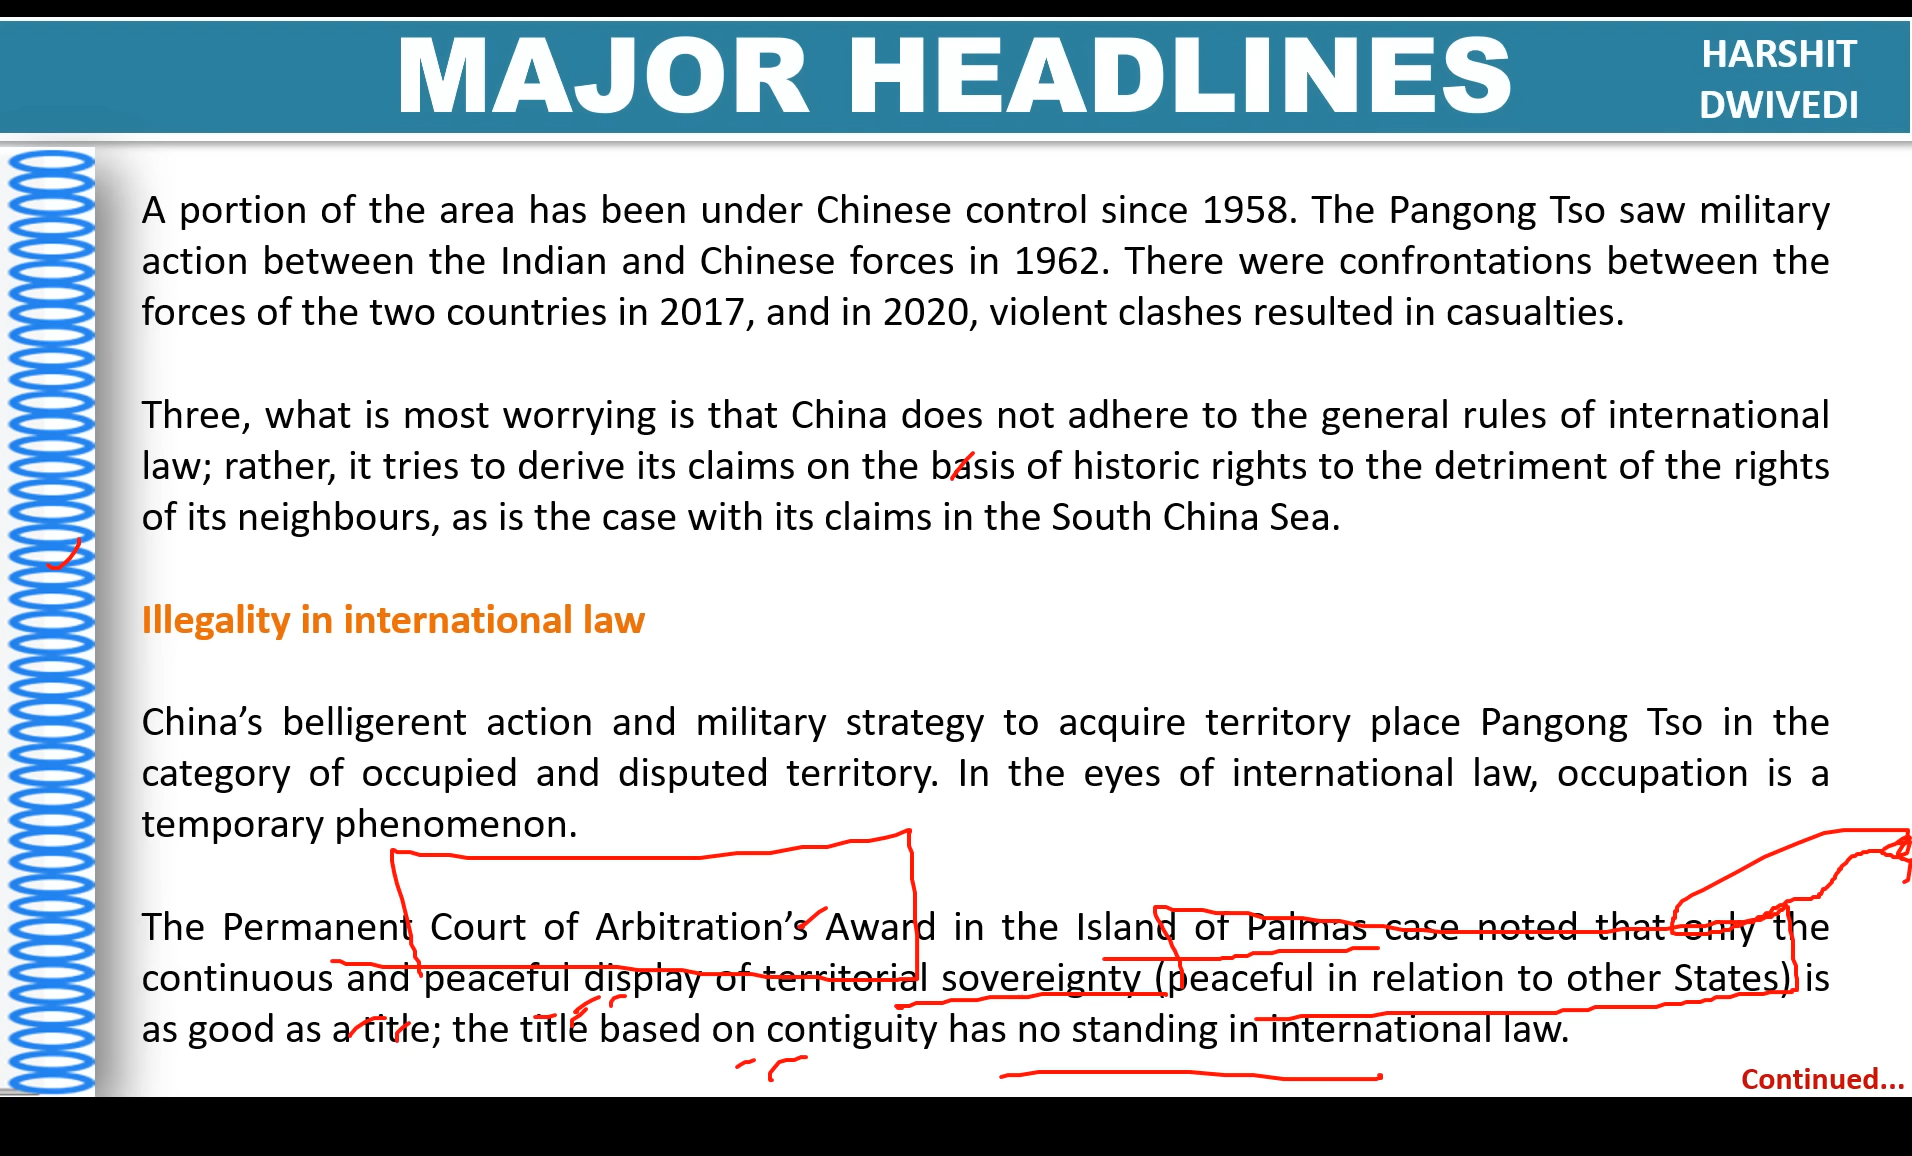 MAJOR HEADLINES
HARSHIT
DWIVEDI
A portion of the area has been under Chinese control since 1958. The Pangong Tso saw military
action between the Indian and Chinese forces in 1962. There were confrontations between the
forces of the two countries in 2017, and in 2020, violent clashes resulted in casualties.
Three, what is most worrying is that China does not adhere to the general rules of international
law; rather, it tries to derive its claims on the basis of historic rights to the detriment of the rights
of its neighbours, as is the case with its claims in the South China Sea.
Illegality in international law
China’s belligerent action and military strategy to acquire territory place Pangong Tso in the
category of occupied and disputed territory. In the eyes of international law, occupation is a
temporary phenomenon.
The Permanent Court of Arbitration’s Award in the Island of Palmas case noted that only the
continuous and peaceful display of territorial sovereignty (peaceful in relation to other States) is
as good as a title; the title based on contiguity has no standing in international law.
Continued...